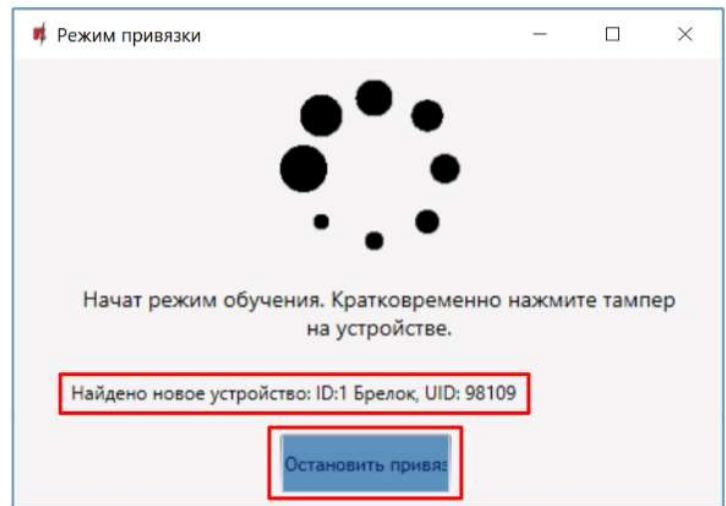 Режим привязки
Начат режим обучения. Кратковременно нажмите тампер
на устройстве.
Найдено новое устройство: ID:1 Брелок, UID: 98109
Остановить привяз